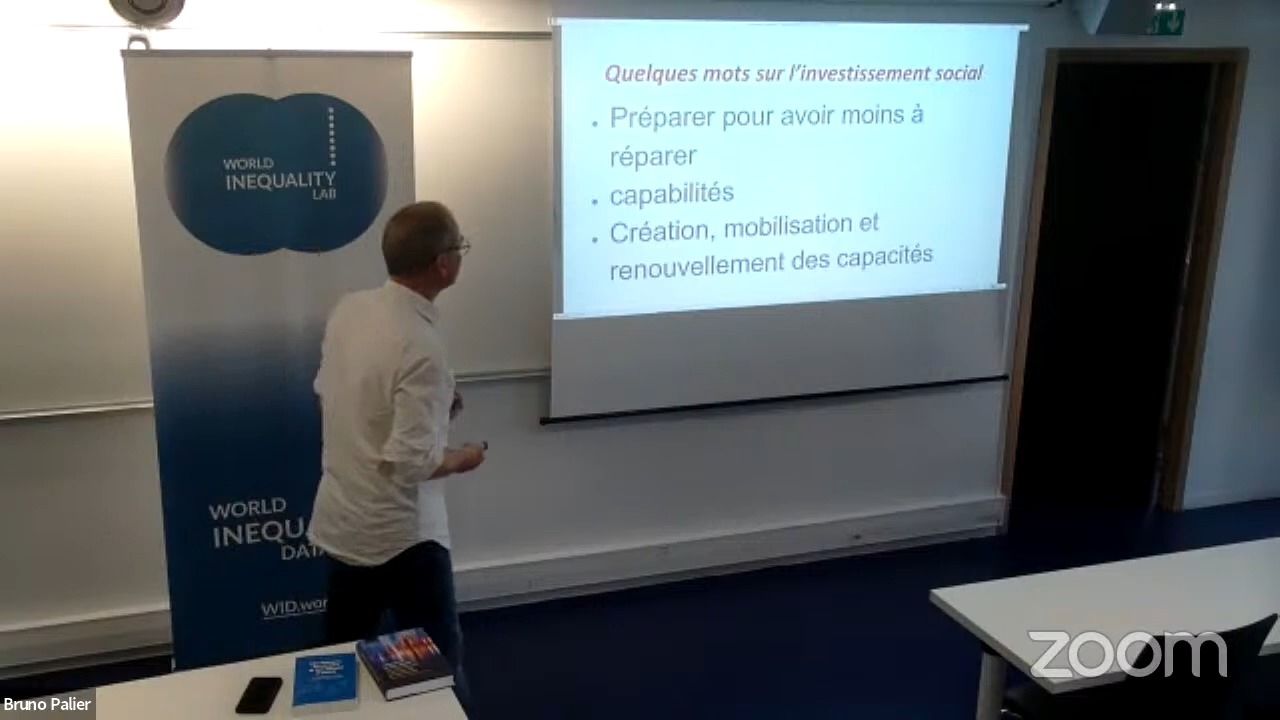 Quelques mots sur l'investissement social
. Préparer pour avoir moins à
réparer
. capabilités
. Création, mobilisation et
renouvellement des capacités
WORLD
INEQUALITY
LAB
WORLD
INEQU
DATA
WID.wor
zoom
Bruno Palier